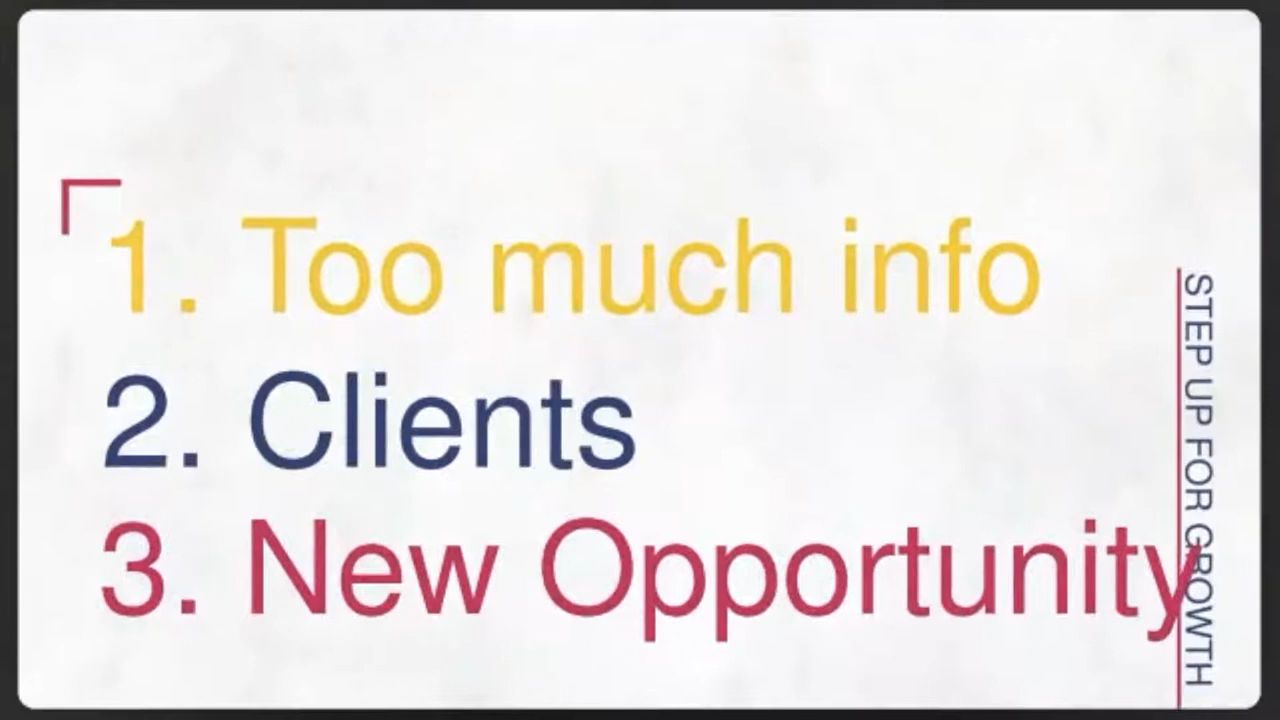 1. Too much info
2. Clients
3. New Opportunity
STEP UP FOR GROWTH